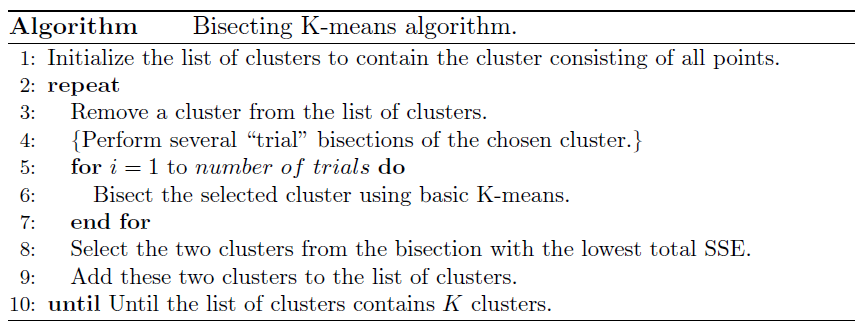 Algorithm Bisecting K-means algorithm.
1: Initialize the list of clusters to contain the cluster consisting of all points.
2: repeat
3: Remove a cluster from the list of clusters.
4: {Perform several “trial” bisections of the chosen cluster.}
5: for i = 1 to number of trials do
6: Bisect the selected cluster using basic K-means.
7: end for
8: Select the two clusters from the bisection with the lowest total SSE.
9: Add these two clusters to the list of clusters.
10: until Until the list of clusters contains K clusters.